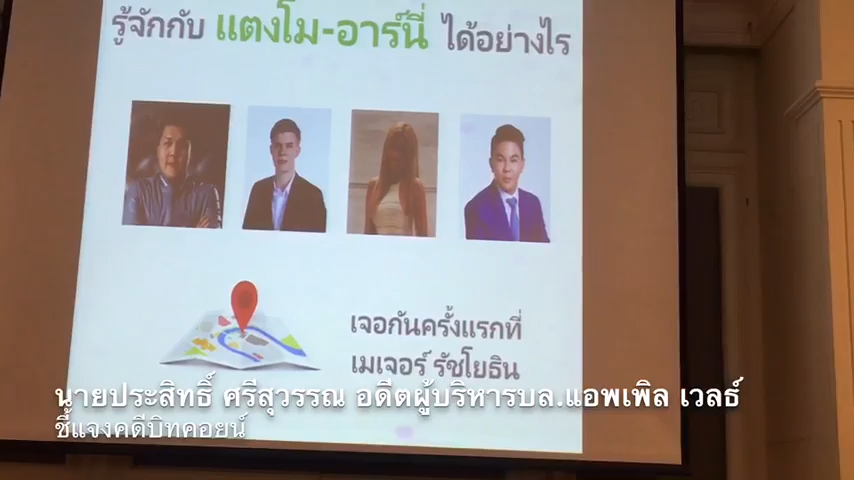 รู้จักกับ แตงโม-อาร์นี่ ได้อย่างไร
เจอกันครั้งแรกที่
เมเจอร์ รัชโยธิน
นายประสิทธิ์ ศรีสุวรรณ อดีตผู้บริหารบล.แอพเพิล เวลธ์
ชี้แจงคดีบิทคอยน์